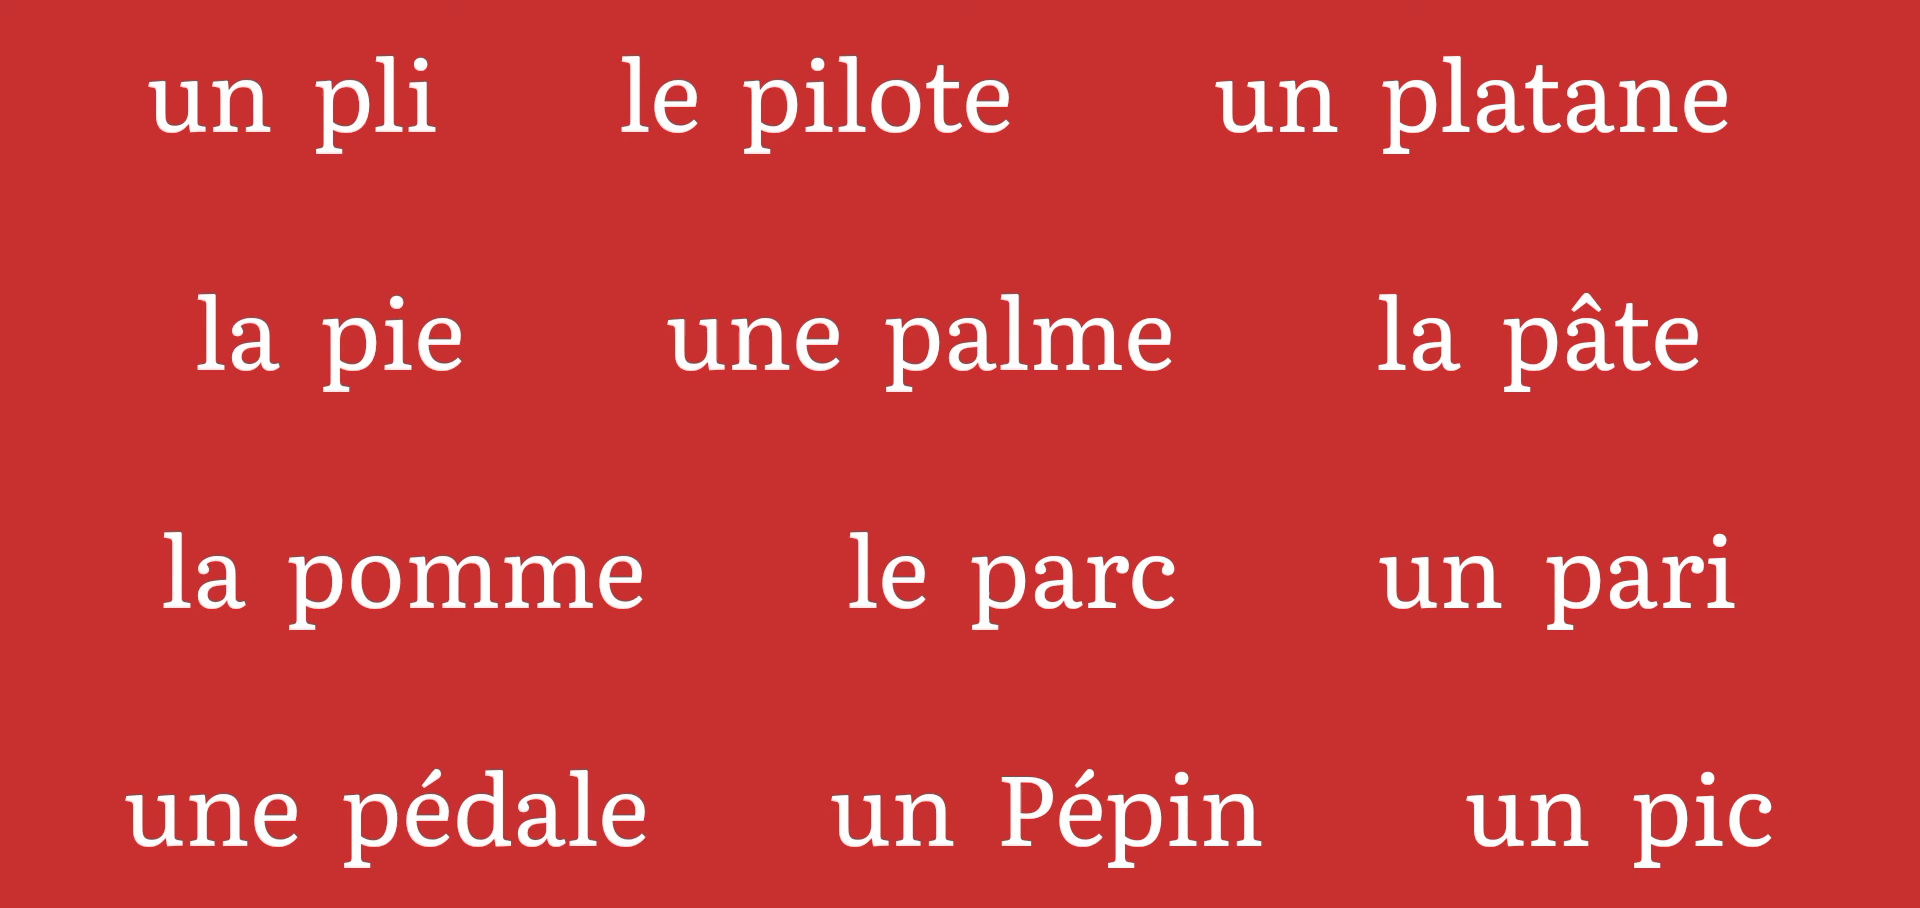 un pli le pilote un platane
la pie une palme la pâte
la pomme le parc un pari
une pédale un Pépin un pic